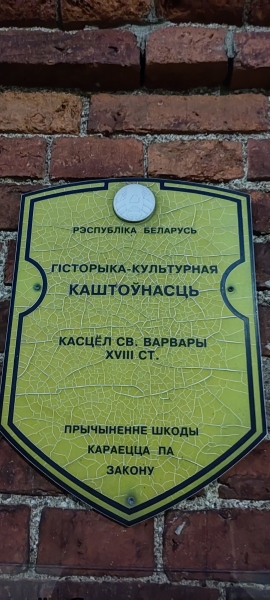 РЭСПУБЛІКА БЕЛАРУСЬ
ГІСТОРЫКА-КУЛЬТУРНАЯ
КАШТОЎНАСЦЬ
КАСЦЁЛ СВ. ВАРВАРЫ
XVIII СТ.
ПРЫЧЫНЕННЕ ШКОДЫ
КАРАЕЦЦА ПА
ЗАКОНУ